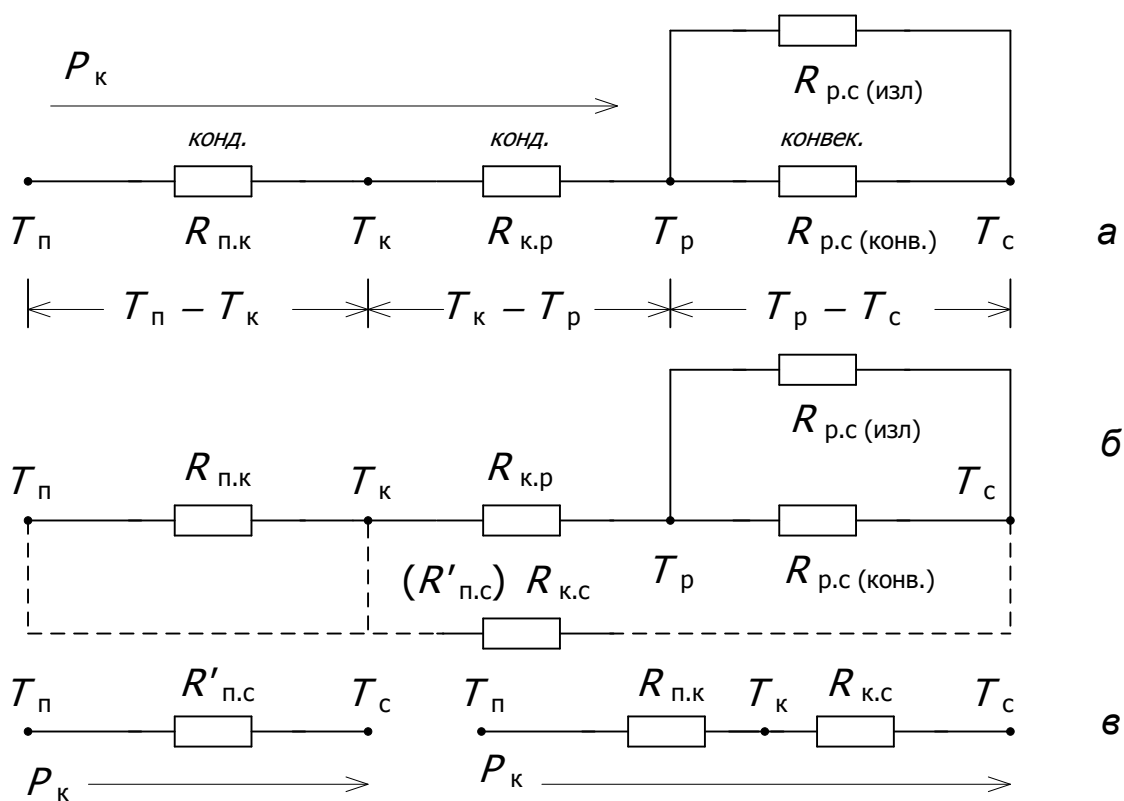 R р.с (изл)
P к
конд. конд. конвек.
T п R п.к T к R к.р T р R р.с (конв.) T с а
T п – T к T к – T р T р – T с
R р.с (изл)
б
T п R п.к T к R к.р T с
(R′ п.с) R к.с T р R р.с (конв.)
T п R′ п.с T с T п R п.к T к R к.с T с
в
P к P к